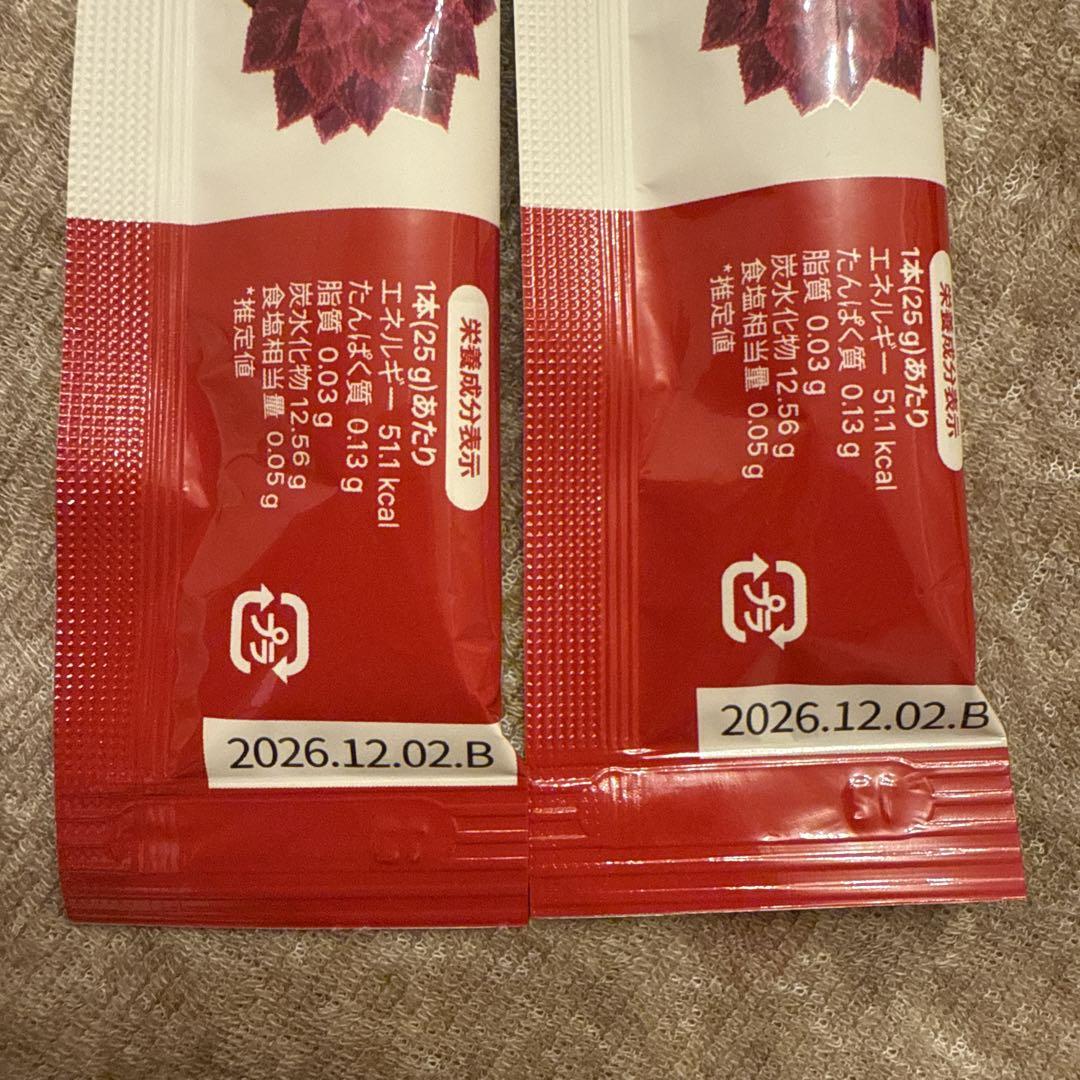 栄養成分表示
1本(25g)あたり
エネルギー 51.1 kcal
たんぱく質 0.13 g
脂質 0.03 g
炭水化物 12.56 g
食塩相当量 0.05 g
*推定値
プラ
2026.12.02.B
栄養成分表示
1本(25g)あたり
エネルギー 51.1 kcal
たんぱく質 0.13 g
脂質 0.03 g
炭水化物 12.56 g
食塩相当量 0.05 g
*推定値
プラ
2026.12.02.B